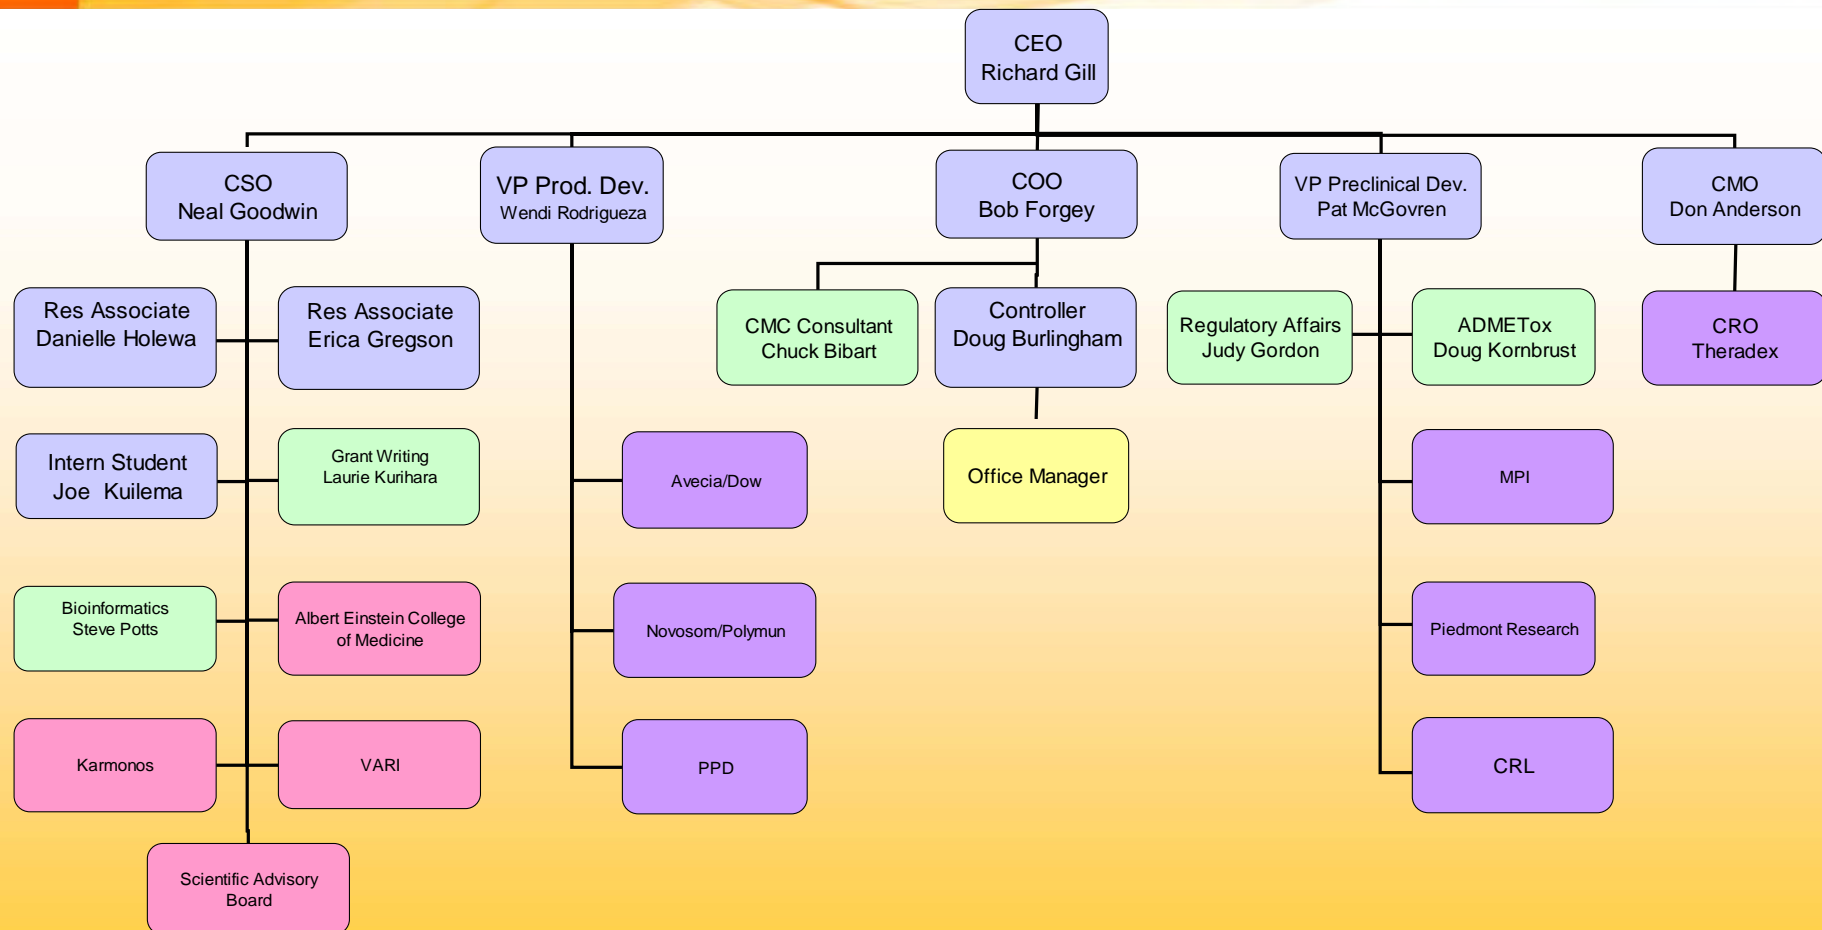 CEO
Richard Gill
CSO
Neal Goodwin
VP Prod. Dev.
Wendi Rodrigueza
COO
Bob Forgey
VP Preclinical Dev.
Pat McGovren
CMO
Don Anderson
Res Associate
Danielle Holewa
Res Associate
Erica Gregson
CMC Consultant
Chuck Bibart
Controller
Doug Burlingham
Regulatory Affairs
Judy Gordon
ADMETox
Doug Kornbrust
CRO
Theradex
Intern Student
Joe Kuilema
Grant Writing
Laurie Kurihara
Avecia/Dow
Office Manager
MPI
Bioinformatics
Steve Potts
Albert Einstein College
of Medicine
Novosom/Polymun
Piedmont Research
Karmonos
VARI
PPD
CRL
Scientific Advisory
Board